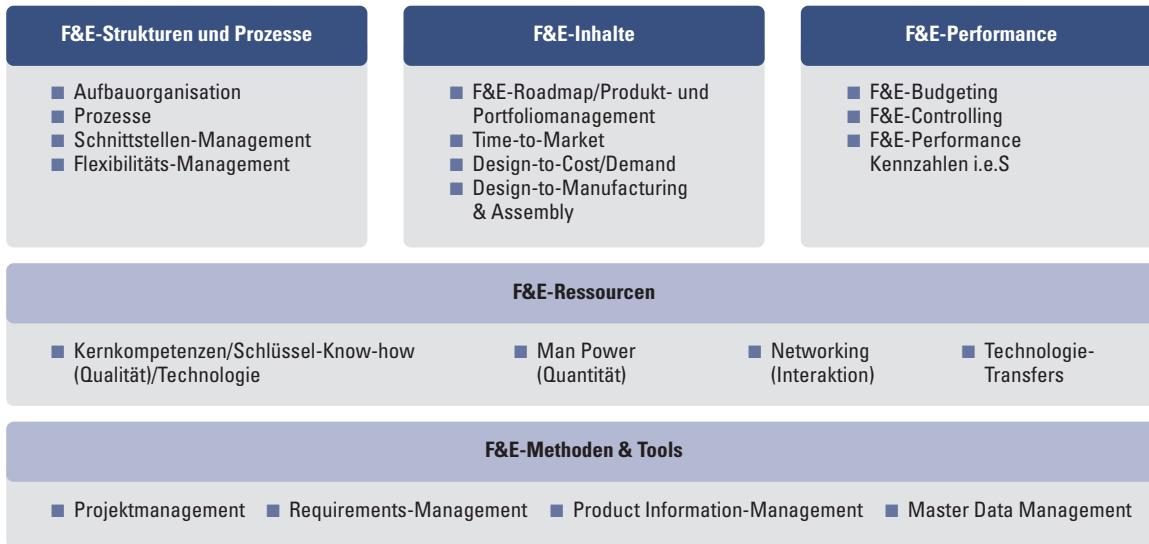 F&E-Strukturen und Prozesse
■ Aufbauorganisation
■ Prozesse
■ Schnittstellen-Management
■ Flexibilitäts-Management
F&E-Inhalte
■ F&E-Roadmap/Produkt- und
Portfoliomanagement
■ Time-to-Market
■ Design-to-Cost/Demand
■ Design-to-Manufacturing
& Assembly
F&E-Performance
■ F&E-Budgeting
■ F&E-Controlling
■ F&E-Performance
Kennzahlen i.e.S
F&E-Ressourcen
■ Kernkompetenzen/Schlüssel-Know-how
(Qualität)/Technologie
■ Man Power
(Quantität)
■ Networking
(Interaktion)
■ Technologie-
Transfers
F&E-Methoden & Tools
■ Projektmanagement ■ Requirements-Management ■ Product Information-Management ■ Master Data Management